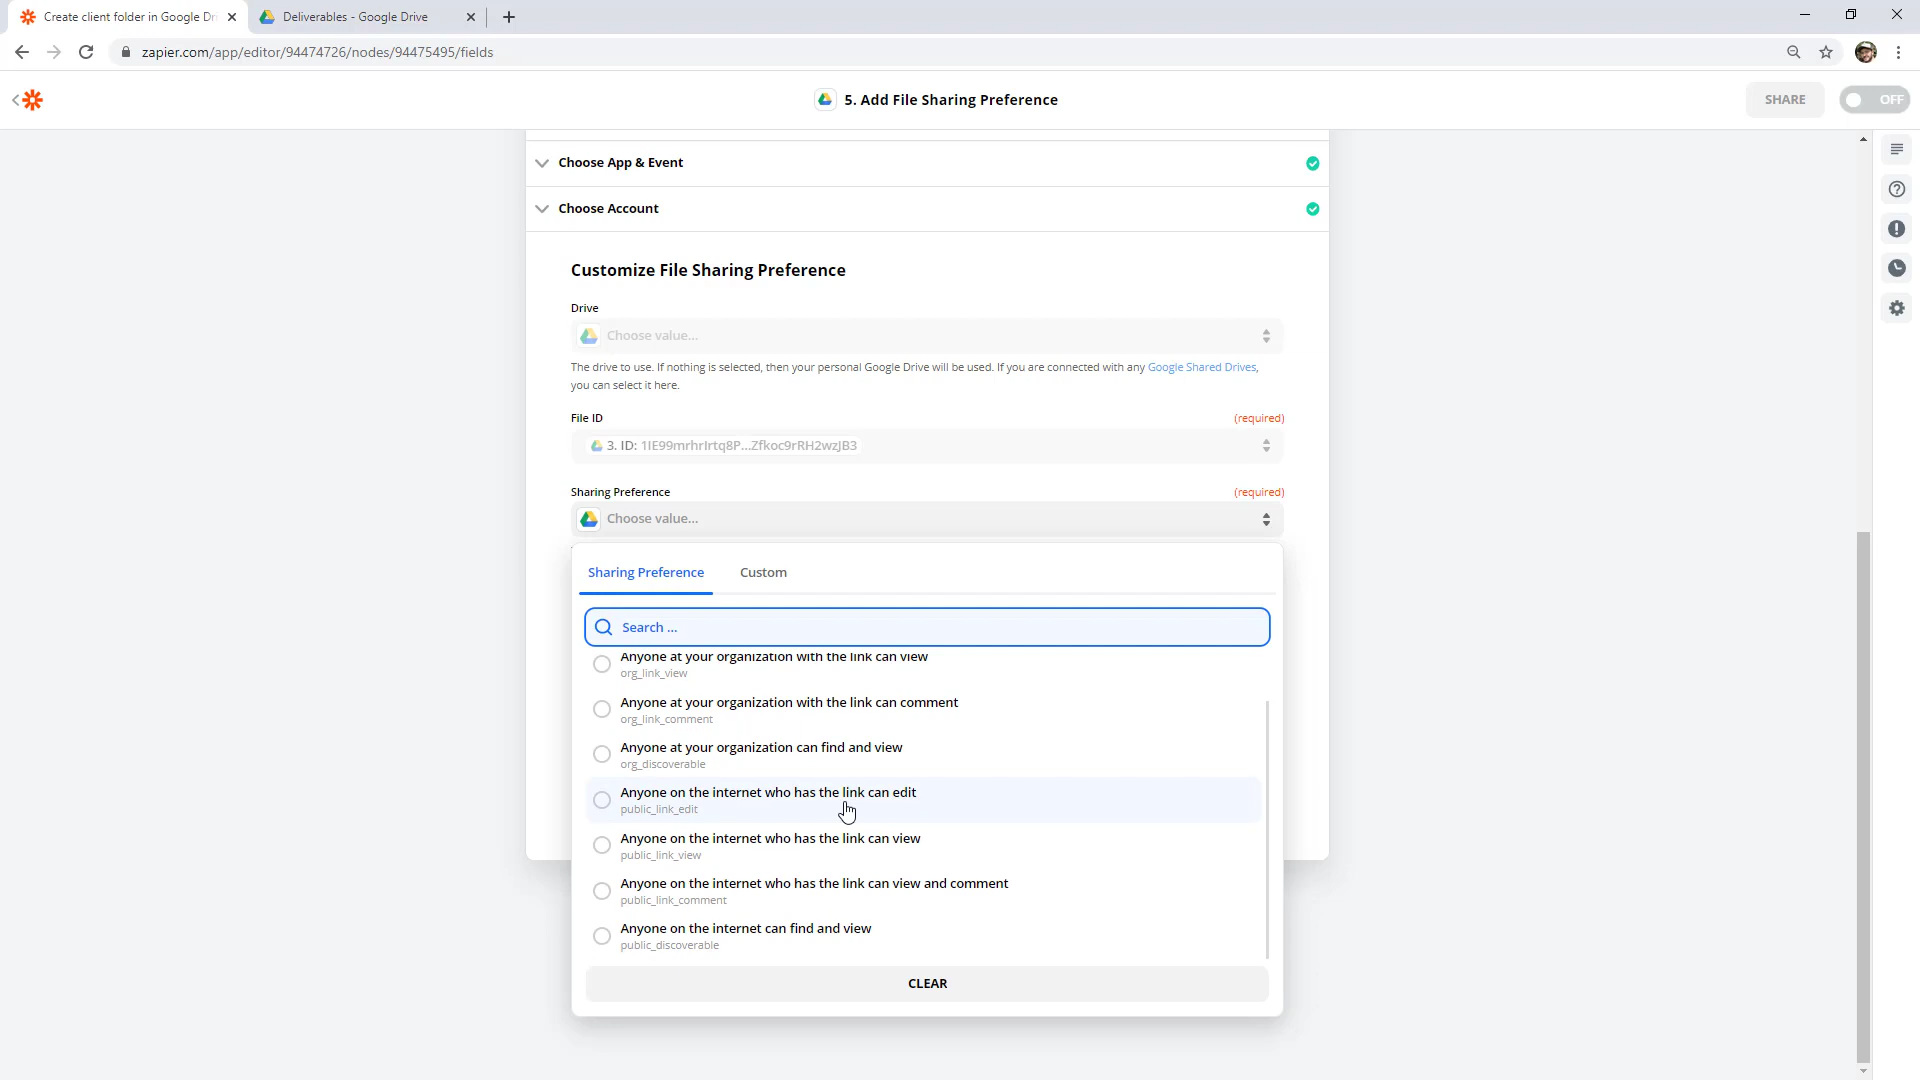 Create client folder in Google Dri
Deliverables - Google Drive
zapier.com/app/editor/94474726/nodes/94475495/fields
5. Add File Sharing Preference
SHARE
OFF
Choose App & Event
Choose Account
Customize File Sharing Preference
Drive
Choose value...
The drive to use. If nothing is selected, then your personal Google Drive will be used. If you are connected with any Google Shared Drives,
you can select it here.
File ID
(required)
3. ID: 1IE99mrhrIrtq8P...Zfkoc9rRH2wzJB3
Sharing Preference
(required)
Choose value...
Sharing Preference
Custom
Search ...
Anyone at your organization with the link can view
org_link_view
Anyone at your organization with the link can comment
org_link_comment
Anyone at your organization can find and view
org_discoverable
Anyone on the internet who has the link can edit
public_link_edit
Anyone on the internet who has the link can view
public_link_view
Anyone on the internet who has the link can view and comment
public_link_comment
Anyone on the internet can find and view
public_discoverable
CLEAR